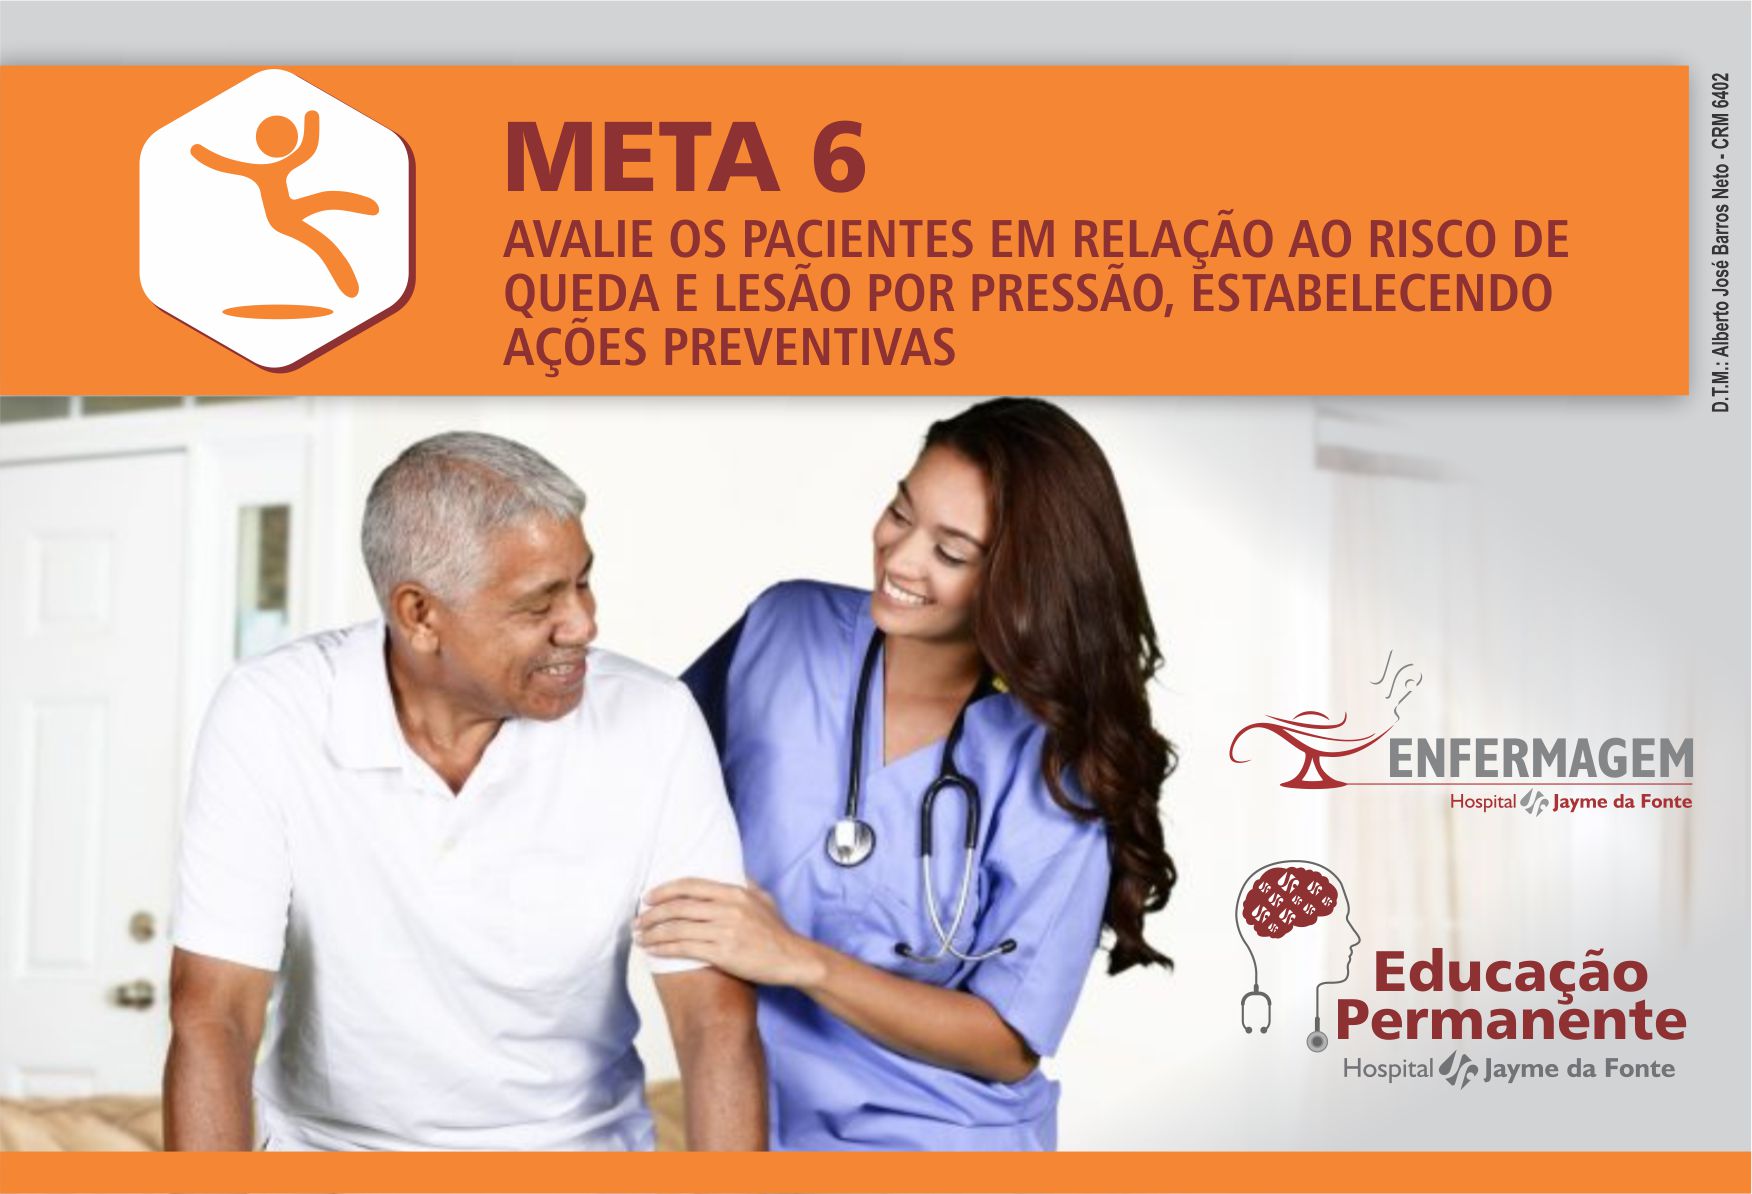 META 6
AVALIE OS PACIENTES EM RELAÇÃO AO RISCO DE
QUEDA E LESÃO POR PRESSÃO, ESTABELECENDO
AÇÕES PREVENTIVAS
D.T.M.: Alberto José Barros Neto - CRM 6402
ENFERMAGEM
Hospital Jayme da Fonte
Educação
Permanente
Hospital Jayme da Fonte